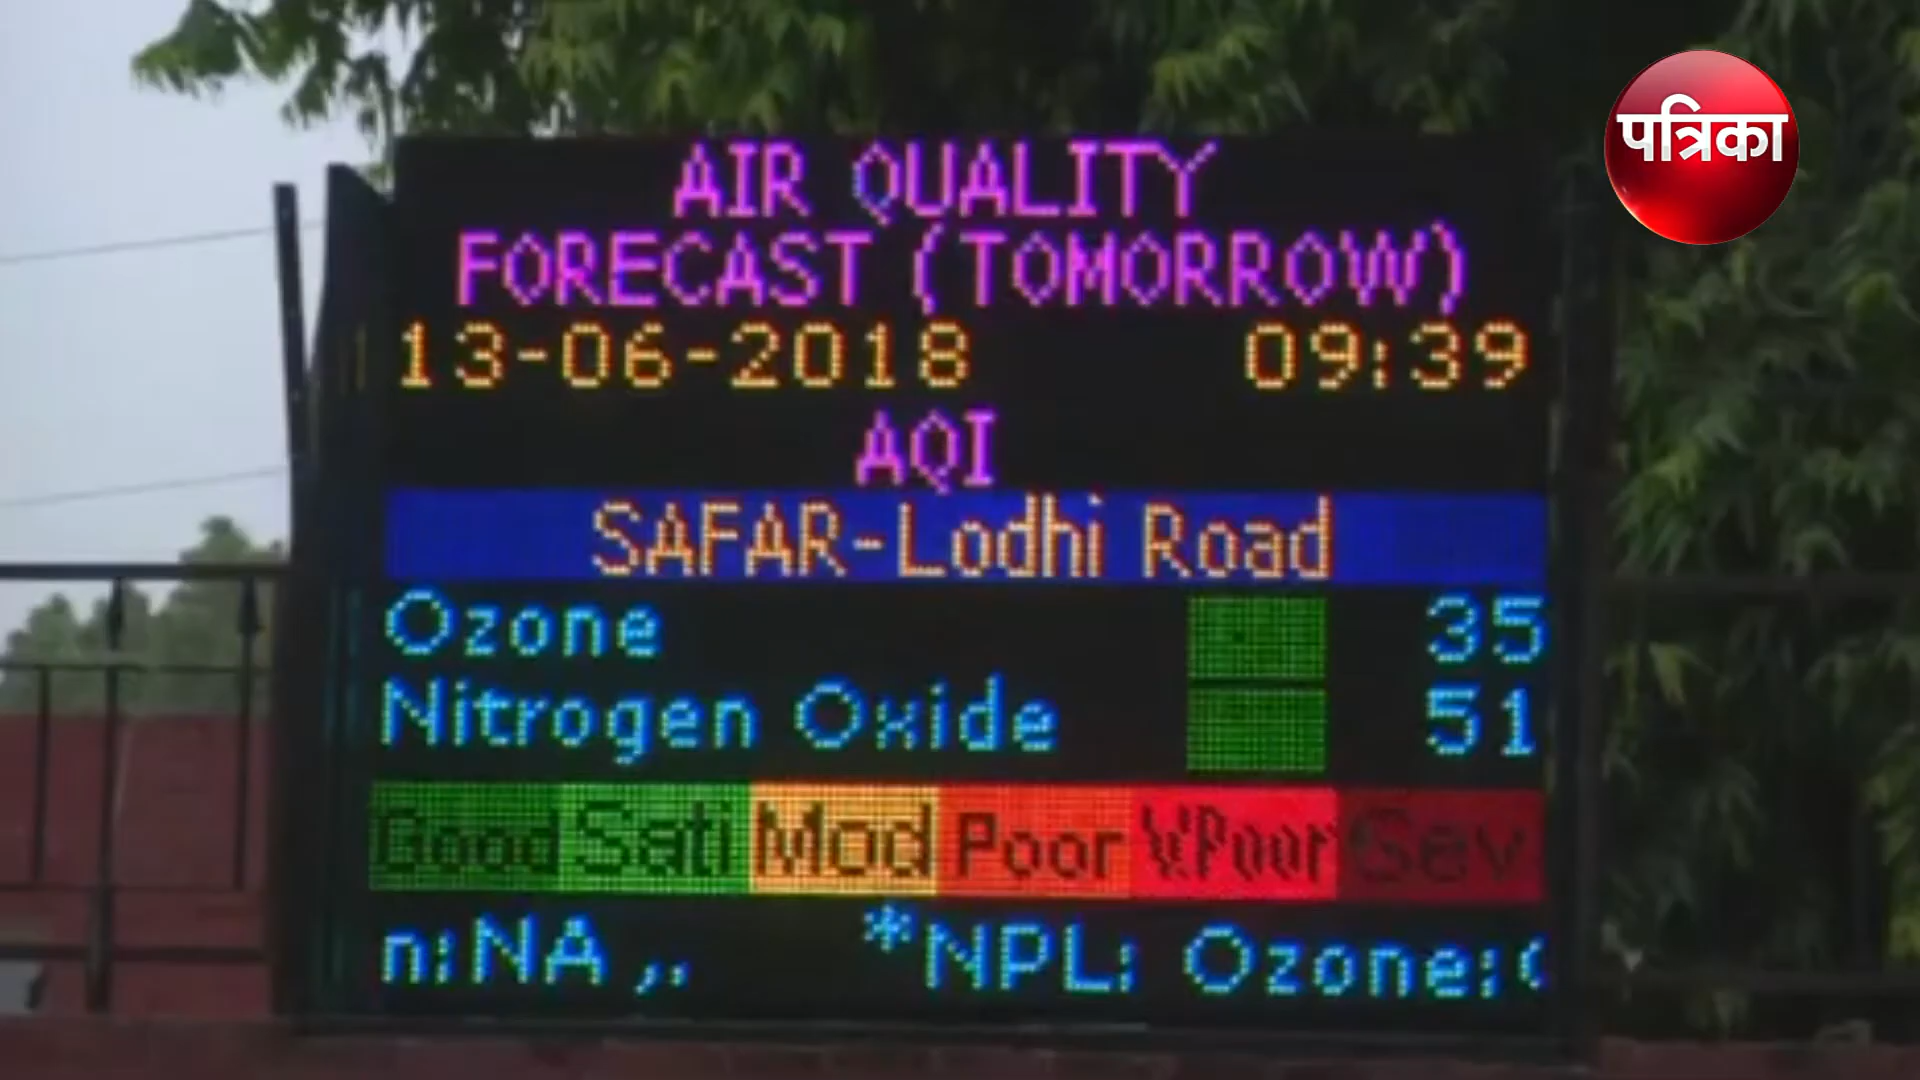 पत्रिका
AIR QUALITY
FORECAST (TOMORROW)
13-06-2018 09:39
AQI
SAFAR-Lodhi Road
Ozone 35
Nitrogen Oxide 51
Good Sati Mod Poor V.Poor Sev
n:NA ,, *NPL: Ozone: